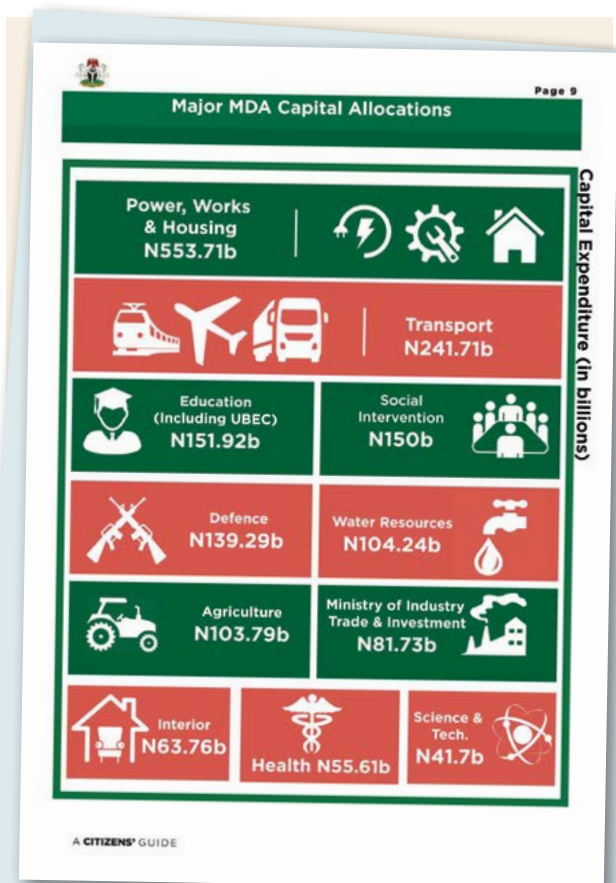 Page 9
Major MDA Capital Allocations
Capital Expenditure (in billions)
Power, Works
& Housing
N553.71b
Transport
N241.71b
Education
(Including UBEC)
N151.92b
Social
Intervention
N150b
Defence
N139.29b
Water Resources
N104.24b
Agriculture
N103.79b
Ministry of Industry
Trade & Investment
N81.73b
Interior
N63.76b
Health N55.61b
Science &
Tech.
N41.7b
A CITIZENS' GUIDE